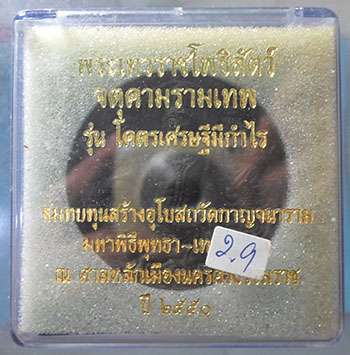 พระเทวราชโพธิสัตว์
จตุคามรามเทพ
รุ่น โคตรเศรษฐีมีกำไร
สมทบทุนสร้างอุโบสถวัดกาญจนาราม
มหาพิธีพุทธา~เท
2.9
ณ ศาลหลักเมืองนครศรีธรรมราช
ปี ๒๕๕๐